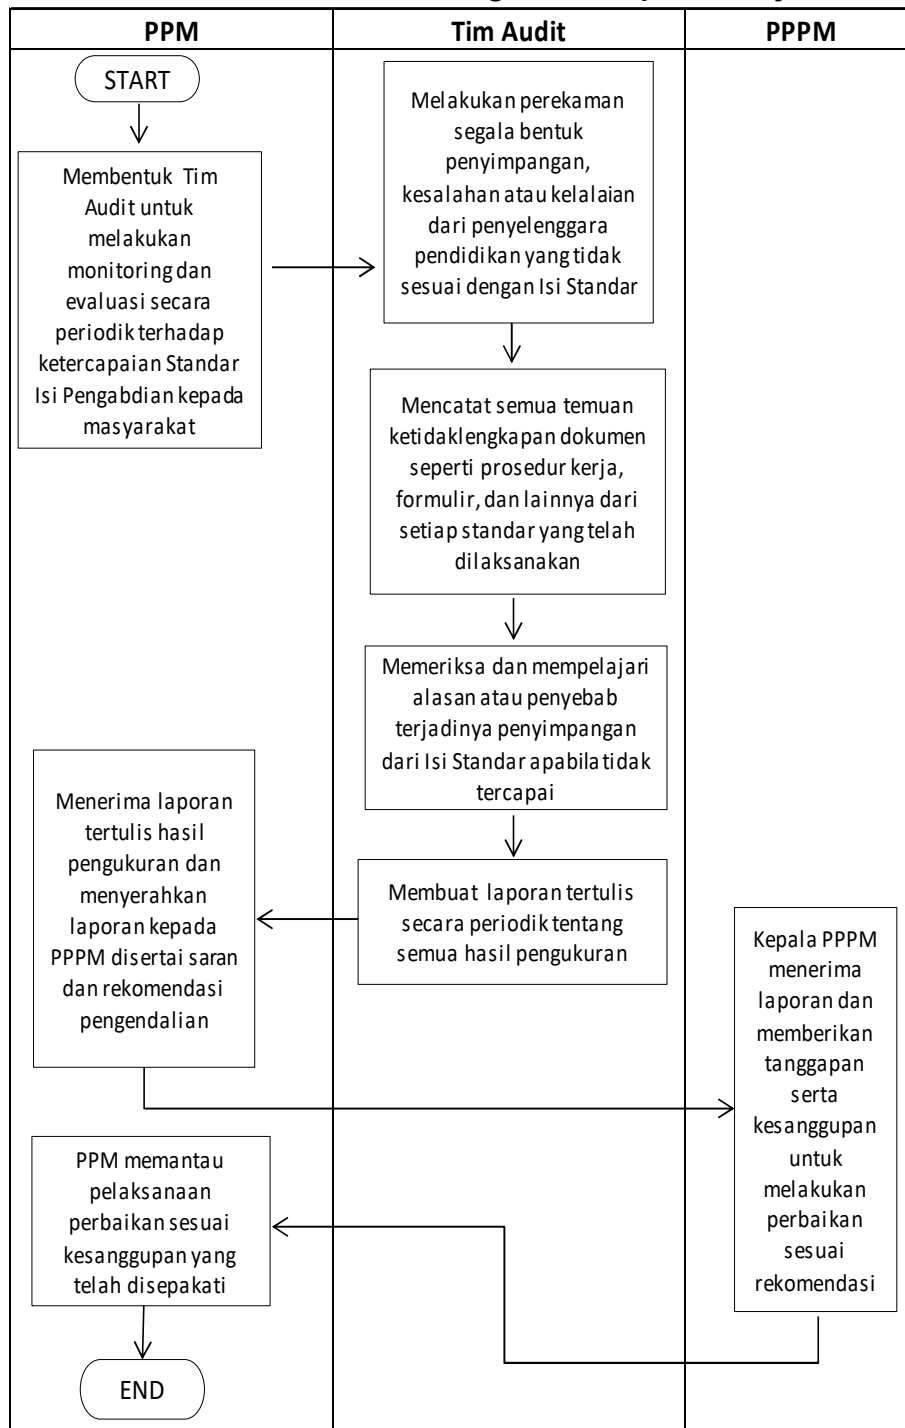 PPM
Tim Audit
PPPM
START
Membentuk Tim
Audit untuk
melakukan
monitoring dan
evaluasi secara
periodik terhadap
ketercapaian Standar
Isi Pengabdian kepada
masyarakat
Melakukan perekaman
segala bentuk
penyimpangan,
kesalahan atau kelalaian
dari penyelenggara
pendidikan yang tidak
sesuai dengan Isi Standar
Mencatat semua temuan
ketidaklengkapan dokumen
seperti prosedur kerja,
formulir, dan lainnya dari
setiap standar yang telah
dilaksanakan
Memeriksa dan mempelajari
alasan atau penyebab
terjadinya penyimpangan
dari Isi Standar apabila tidak
tercapai
Membuat laporan tertulis
secara periodik tentang
semua hasil pengukuran
Menerima laporan
tertulis hasil
pengukuran dan
menyerahkan
laporan kepada
PPPM disertai saran
dan rekomendasi
pengendalian
Kepala PPPM
menerima
laporan dan
memberikan
tanggapan
serta
kesanggupan
untuk
melakukan
perbaikan
sesuai
rekomendasi
PPM memantau
pelaksanaan
perbaikan sesuai
kesanggupan yang
telah disepakati
END